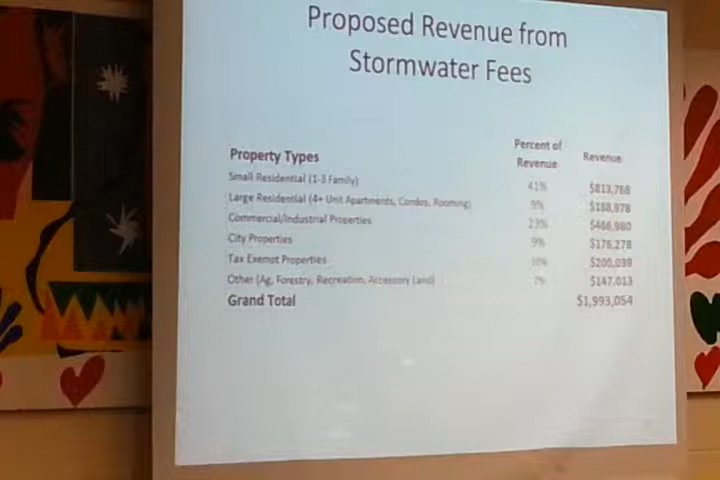 Proposed Revenue from
Stormwater Fees
Property Types Percent of Revenue Revenue
Small Residential (1-3 Family) 41% $813,768
Large Residential (4+ Unit Apartments, Condos, Rooming) 9% $188,978
Commercial/Industrial Properties 23% $466,980
City Properties 9% $176,278
Tax Exempt Properties 10% $200,039
Other (Ag, Forestry, Recreation, Accessory Land) 7% $147,013
Grand Total $1,993,054